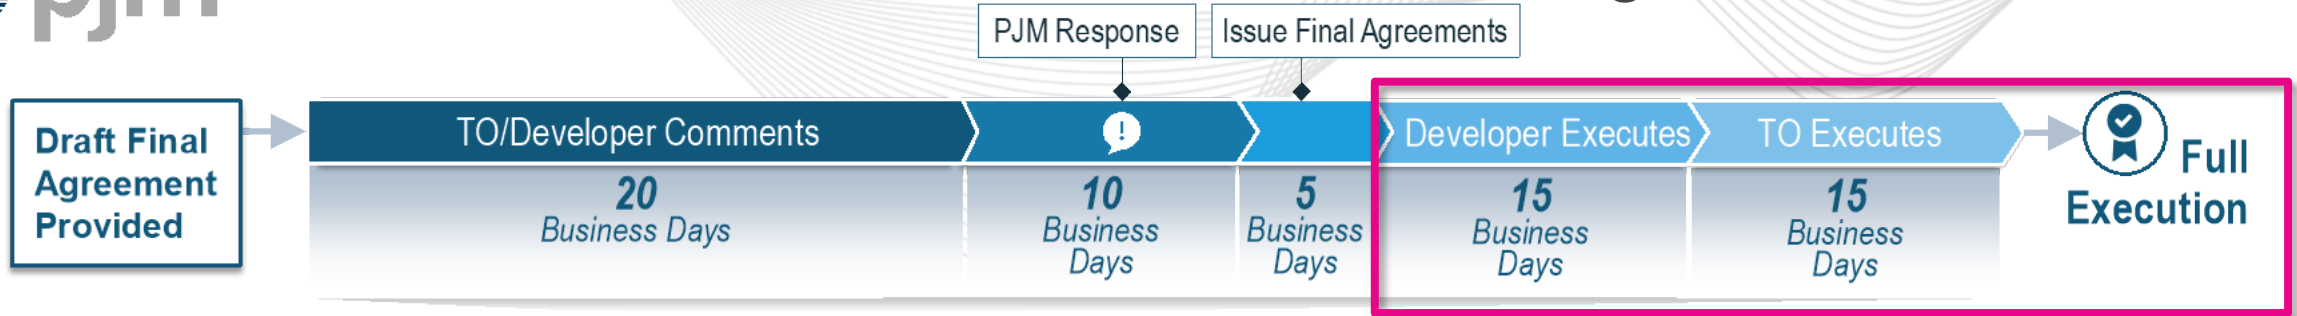 pjm
PJM Response
Issue Final Agreements
Draft Final
Agreement
Provided
TO/Developer Comments
!
Developer Executes
TO Executes
Full
Execution
20
Business Days
10
Business
Days
5
Business
Days
15
Business
Days
15
Business
Days